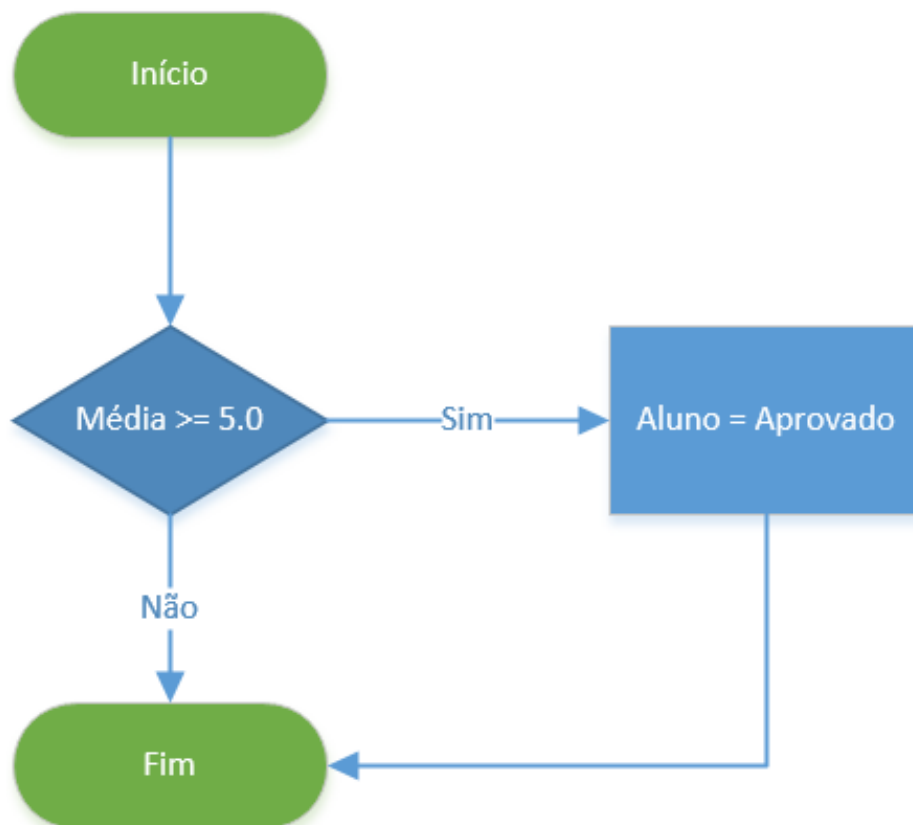 Início
Média >= 5.0
Sim
Aluno = Aprovado
Não
Fim